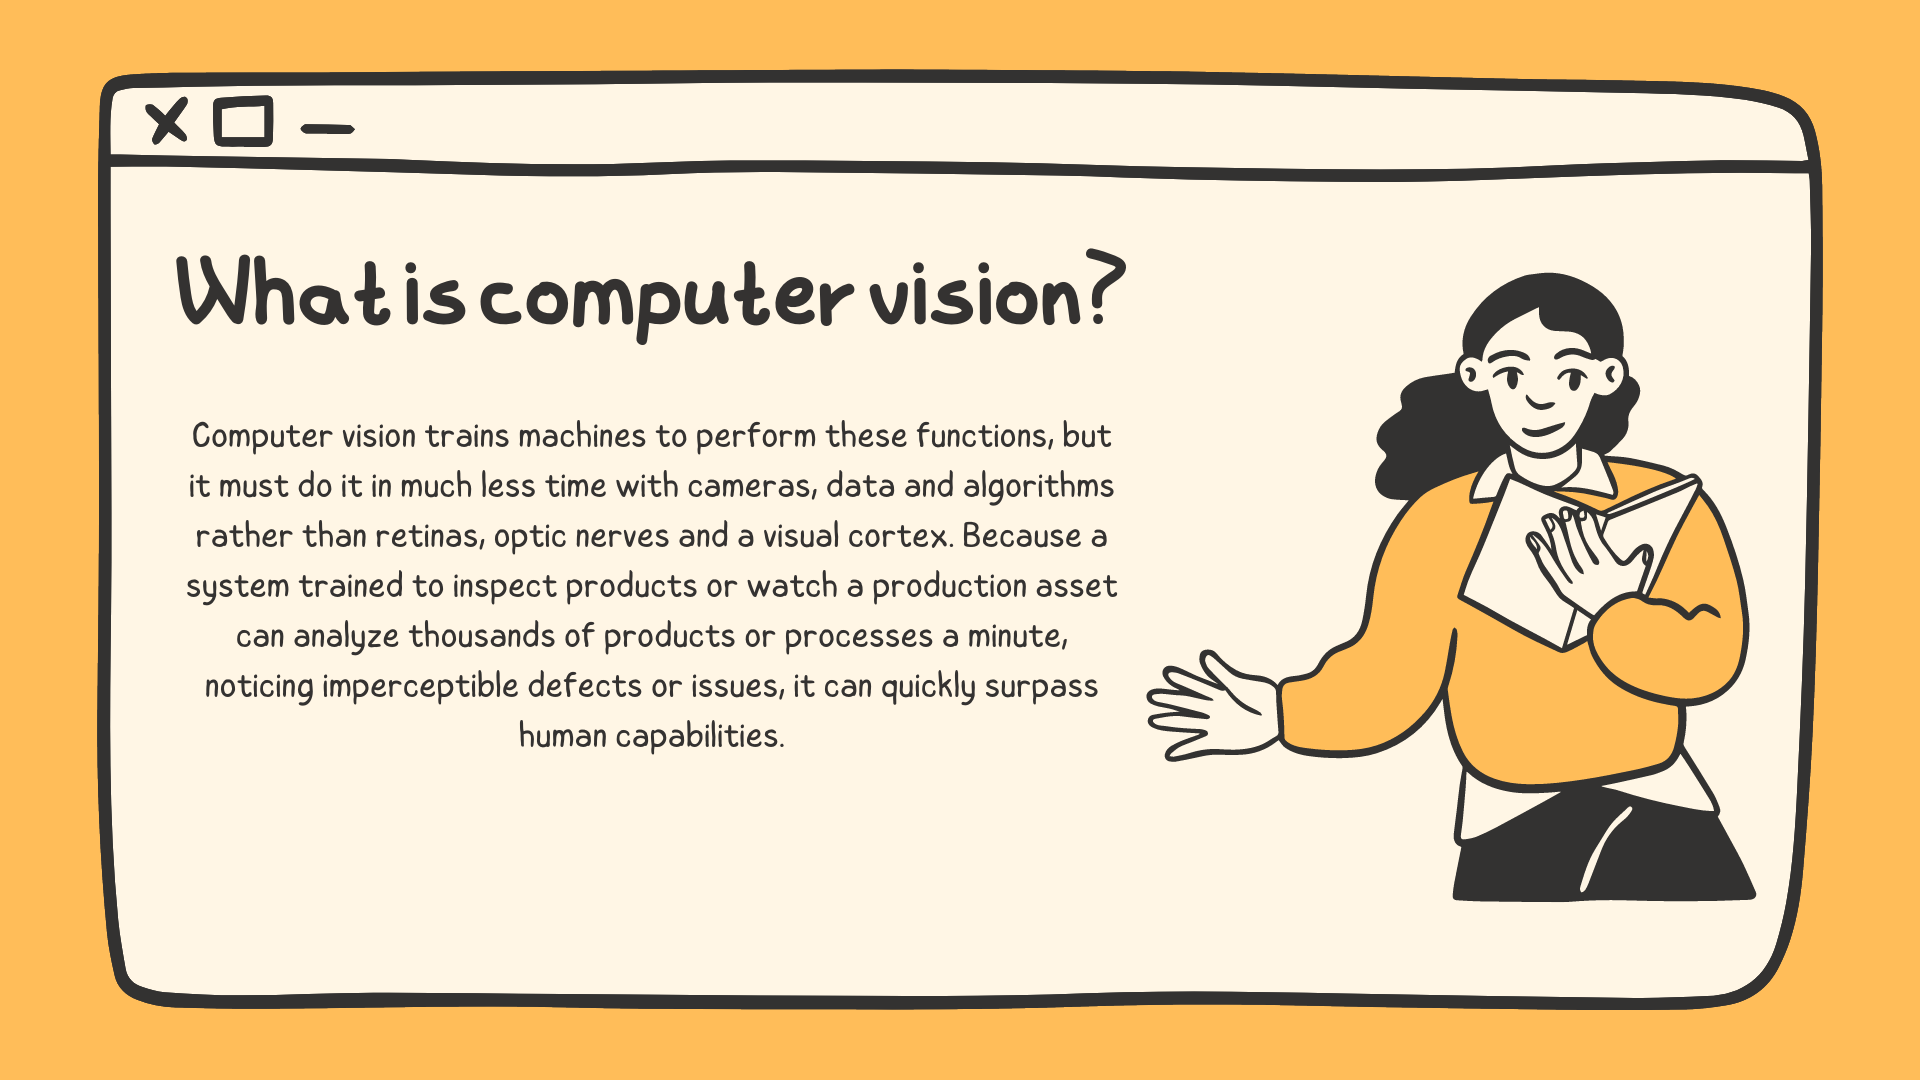 What is computer vision?
Computer vision trains machines to perform these functions, but
it must do it in much less time with cameras, data and algorithms
rather than retinas, optic nerves and a visual cortex. Because a
system trained to inspect products or watch a production asset
can analyze thousands of products or processes a minute,
noticing imperceptible defects or issues, it can quickly surpass
human capabilities.